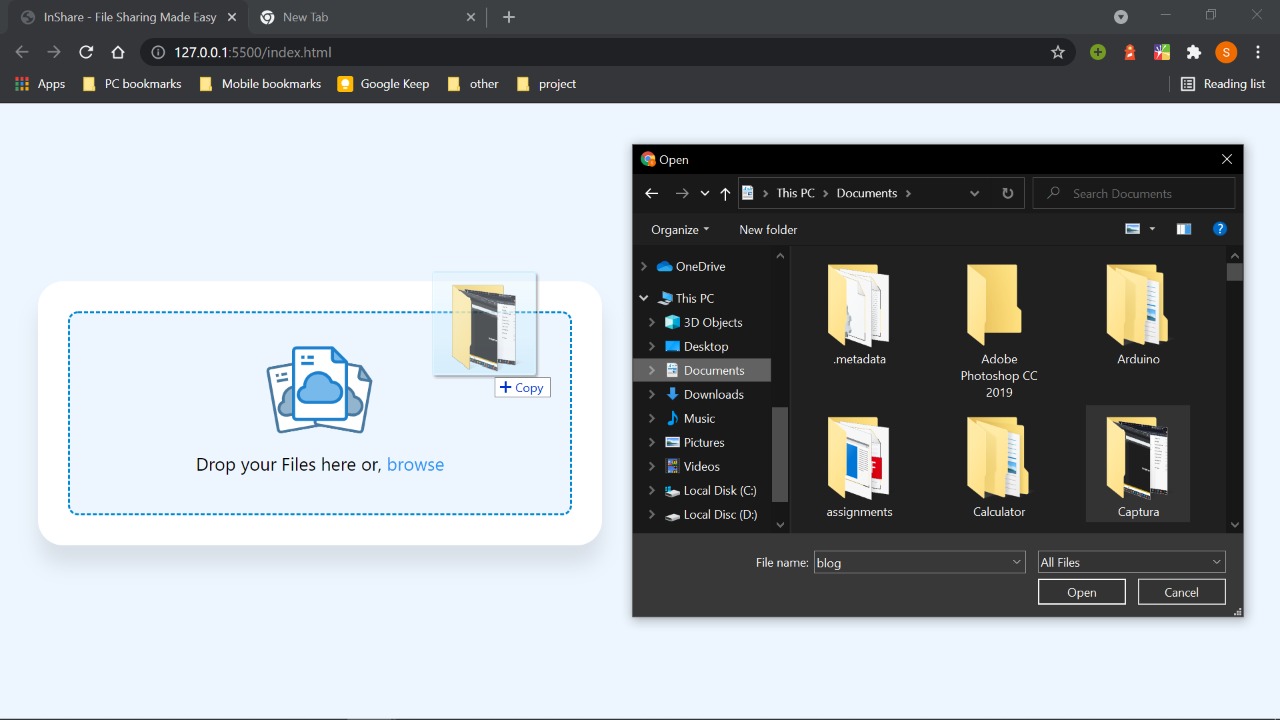 InShare - File Sharing Made Easy
New Tab
127.0.0.1:5500/index.html
S
Apps
PC bookmarks
Mobile bookmarks
Google Keep
other
project
Reading list
Open
This PC
Documents
Search Documents
Organize
New folder
?
OneDrive
This PC
3D Objects
Desktop
Documents
Downloads
Music
Pictures
Videos
Local Disk (C:)
Local Disc (D:)
.metadata
Adobe
Photoshop CC
2019
Arduino
assignments
Calculator
Captura
File name:
blog
All Files
Open
Cancel
+ Copy
Drop your Files here or, browse